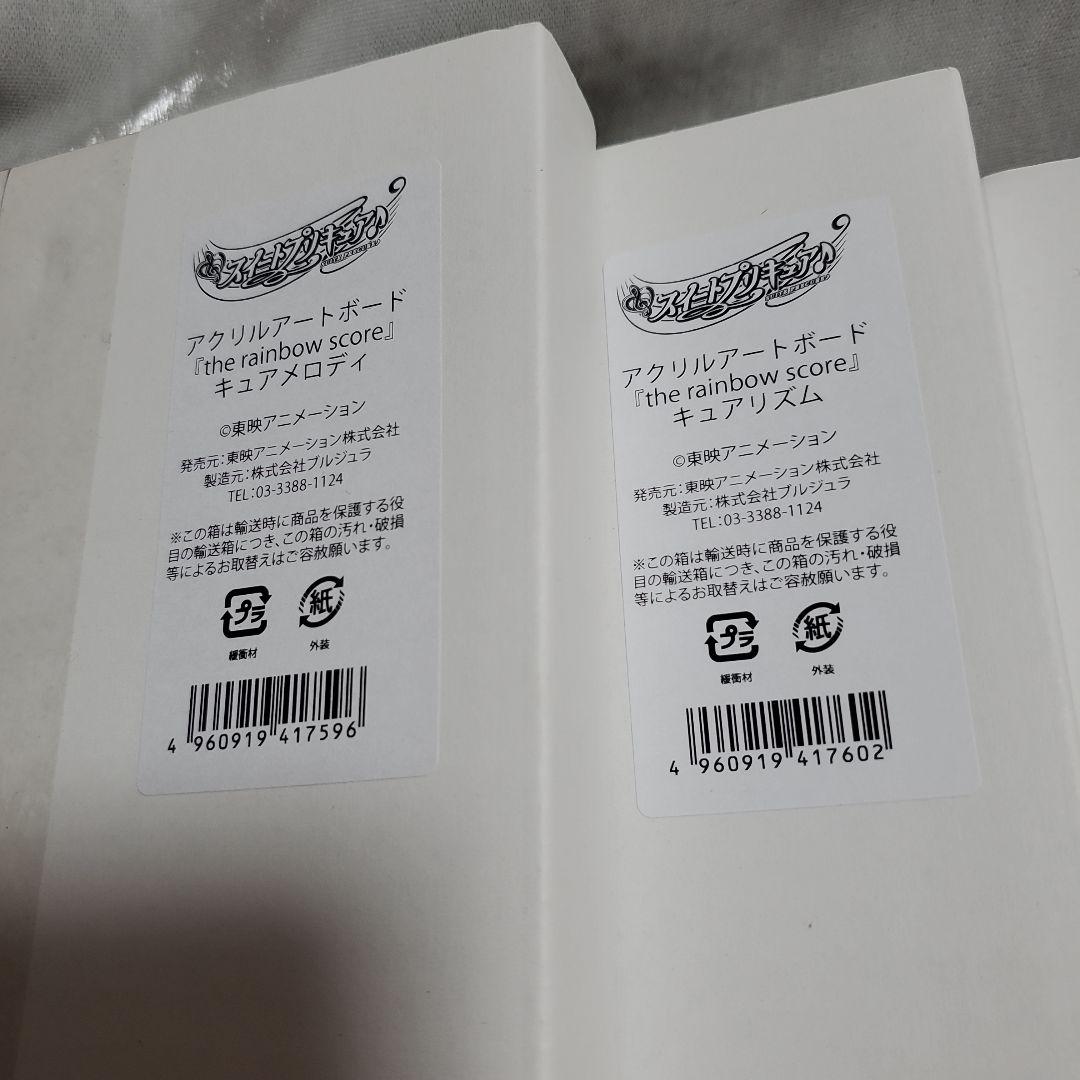 スイートプリキュア♪
SUITE PRECURE♪
アクリルアートボード
『the rainbow score』
キュアメロディ
©東映アニメーション
発売元：東映アニメーション株式会社
製造元：株式会社ブルジュラ
TEL：03-3388-1124
※この箱は輸送時に商品を保護する役
目の輸送箱につき、この箱の汚れ・破損
等によるお取替えはご容赦願います。
プラ 紙
緩衝材 外装
4 960919 417596
スイートプリキュア♪
SUITE PRECURE♪
アクリルアートボード
『the rainbow score』
キュアリズム
©東映アニメーション
発売元：東映アニメーション株式会社
製造元：株式会社ブルジュラ
TEL：03-3388-1124
※この箱は輸送時に商品を保護する役
目の輸送箱につき、この箱の汚れ・破損
等によるお取替えはご容赦願います。
プラ 紙
緩衝材 外装
4 960919 417602